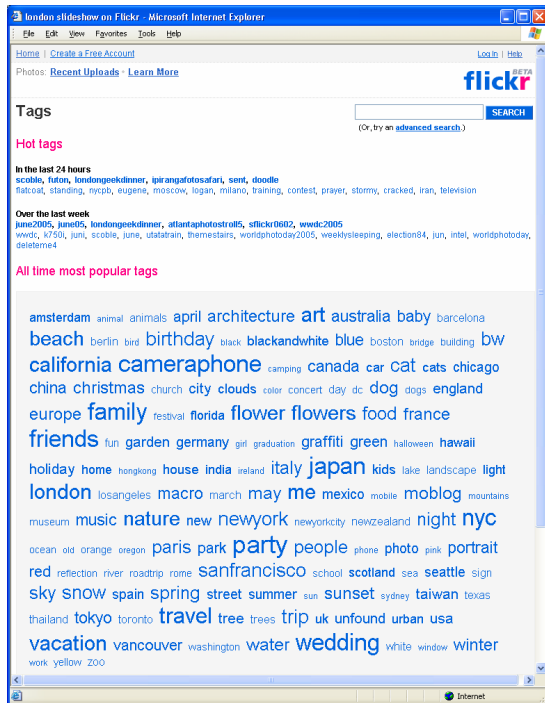 london slideshow on Flickr - Microsoft Internet Explorer
File Edit View Favorites Tools Help
Home | Create a Free Account Log In | Help
Photos: Recent Uploads · Learn More
flickr BETA
Tags
SEARCH
(Or, try an advanced search.)
Hot tags
In the last 24 hours
scoble, futon, londongeekdinner, ipirangafotosafari, sent, doodle
flatcoat, standing, nycpb, eugene, moscow, logan, milano, training, contest, prayer, stormy, cracked, iran, television
Over the last week
june2005, june05, londongeekdinner, atlantaphotostroll5, sflickr0602, wwdc2005
wwdc, k750i, juni, scoble, june, utatatrain, themestairs, worldphotoday2005, weeklysleeping, election84, jun, intel, worldphotoday,
deleteme4
All time most popular tags
amsterdam animal animals april architecture art australia baby barcelona
beach berlin bird birthday black blackandwhite blue boston bridge building bw
california cameraphone camping canada car cat cats chicago
china christmas church city clouds color concert day dc dog dogs england
europe family festival florida flower flowers food france
friends fun garden germany girl graduation graffiti green halloween hawaii
holiday home hongkong house india ireland italy japan kids lake landscape light
london losangeles macro march may me mexico mobile moblog mountains
museum music nature new newyork newyorkcity newzealand night nyc
ocean old orange oregon paris park party people phone photo pink portrait
red reflection river roadtrip rome sanfrancisco school scotland sea seattle sign
sky snow spain spring street summer sun sunset sydney taiwan texas
thailand tokyo toronto travel tree trees trip uk unfound urban usa
vacation vancouver washington water wedding white window winter
work yellow zoo
Internet